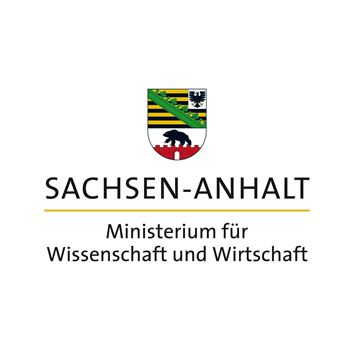 SACHSEN-ANHALT
Ministerium für
Wissenschaft und Wirtschaft